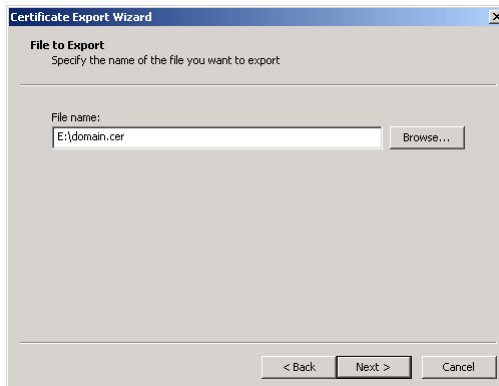 Certificate Export Wizard
File to Export
Specify the name of the file you want to export
File name:
E:\domain.cer
Browse...
< Back
Next >
Cancel